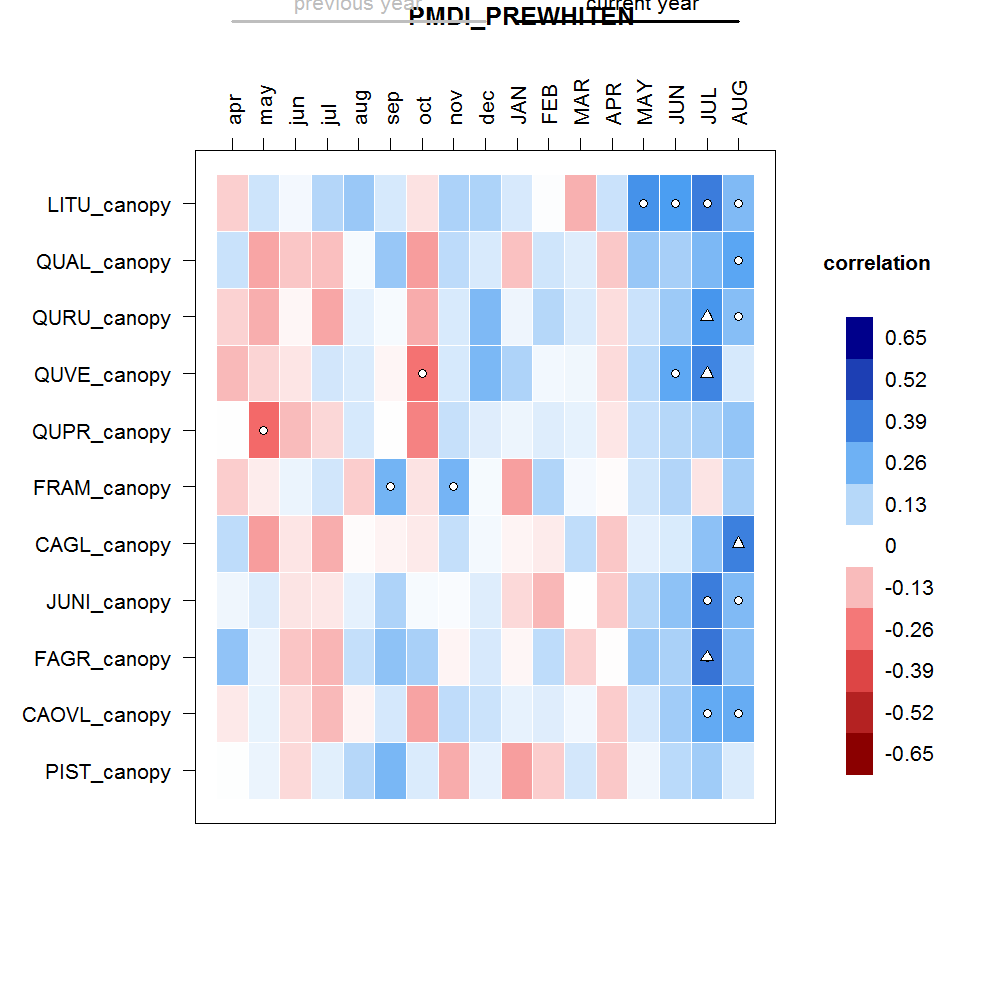 previous year
current year
PMDI_PREWHITEN
apr may jun jul aug sep oct nov dec JAN FEB MAR APR MAY JUN JUL AUG
LITU_canopy
QUAL_canopy
QURU_canopy
QUVE_canopy
QUPR_canopy
FRAM_canopy
CAGL_canopy
JUNI_canopy
FAGR_canopy
CAOVL_canopy
PIST_canopy
correlation
0.65
0.52
0.39
0.26
0.13
0
-0.13
-0.26
-0.39
-0.52
-0.65